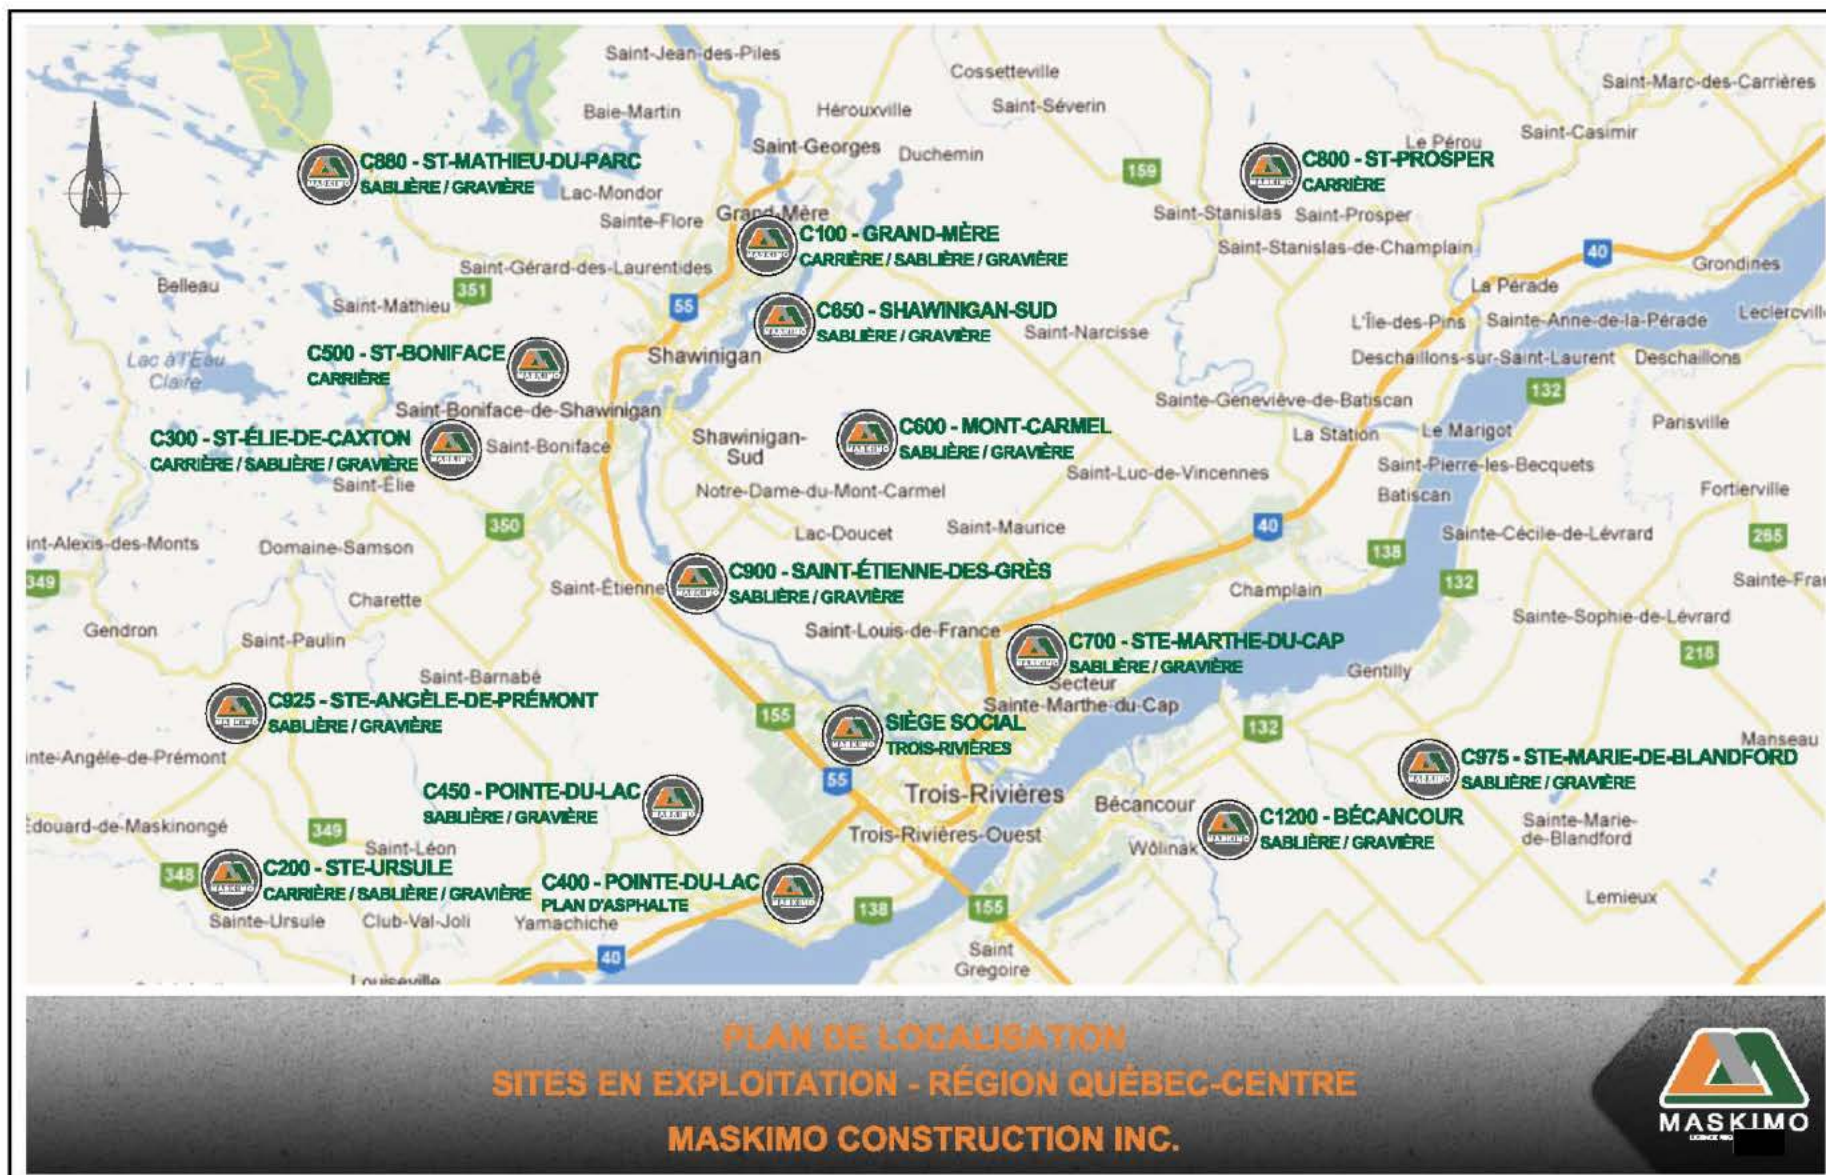 Saint-Jean-des-Piles
Cossetteville
Saint-Marc-des-Carrières
Baie-Martin
Hérouxville
Saint-Séverin
Saint-Casimir
Le Pérou
Saint-Georges
Duchemin
C880 - ST-MATHIEU-DU-PARC
SABLIÈRE / GRAVIÈRE
159
C800 - ST-PROSPER
CARRIÈRE
Lac-Mondor
Sainte-Flore
Grand-Mère
Saint-Stanislas
Saint-Prosper
N
C100 - GRAND-MÈRE
CARRIÈRE / SABLIÈRE / GRAVIÈRE
Saint-Stanislas-de-Champlain
40
Grondines
Saint-Gérard-des-Laurentides
Belleau
351
Saint-Mathieu
55
La Pérade
C650 - SHAWINIGAN-SUD
SABLIÈRE / GRAVIÈRE
Saint-Narcisse
L'Île-des-Pins
Sainte-Anne-de-la-Pérade
Leclercvill
Lac à l'Eau
Claire
C500 - ST-BONIFACE
CARRIÈRE
Shawinigan
Deschaillons-sur-Saint-Laurent
Deschaillons
132
Saint-Boniface-de-Shawinigan
Sainte-Geneviève-de-Batiscan
C300 - ST-ÉLIE-DE-CAXTON
CARRIÈRE / SABLIÈRE / GRAVIÈRE
Saint-Boniface
Shawinigan-
Sud
C600 - MONT-CARMEL
SABLIÈRE / GRAVIÈRE
La Station
Le Marigot
Parisville
Saint-Élie
Notre-Dame-du-Mont-Carmel
Saint-Luc-de-Vincennes
Saint-Pierre-les-Becquets
Batiscan
Fortierville
350
Lac-Doucet
Saint-Maurice
40
Sainte-Cécile-de-Lévrard
265
int-Alexis-des-Monts
Domaine-Samson
138
349
Saint-Étienne
C900 - SAINT-ÉTIENNE-DES-GRÈS
SABLIÈRE / GRAVIÈRE
Champlain
132
Sainte-Fran
Charette
Gendron
Saint-Paulin
Saint-Louis-de-France
C700 - STE-MARTHE-DU-CAP
SABLIÈRE / GRAVIÈRE
Sainte-Sophie-de-Lévrard
218
Saint-Barnabé
Secteur
Sainte-Marthe-du-Cap
Gentilly
C925 - STE-ANGÈLE-DE-PRÉMONT
SABLIÈRE / GRAVIÈRE
155
SIÈGE SOCIAL
TROIS-RIVIÈRES
132
Manseau
inte-Angèle-de-Prémont
C975 - STE-MARIE-DE-BLANDFORD
SABLIÈRE / GRAVIÈRE
C450 - POINTE-DU-LAC
SABLIÈRE / GRAVIÈRE
55
Trois-Rivières
Bécancour
C1200 - BÉCANCOUR
SABLIÈRE / GRAVIÈRE
Sainte-Marie-
de-Blandford
Édouard-de-Maskinongé
349
Saint-Léon
Trois-Rivières-Ouest
Wôlinak
348
C200 - STE-URSULE
CARRIÈRE / SABLIÈRE / GRAVIÈRE
C400 - POINTE-DU-LAC
PLAN D'ASPHALTE
MASKIMO
138
155
Lemieux
Sainte-Ursule
Club-Val-Joli
Yamachiche
40
Saint
Gregoire
Louiseville
PLAN DE LOCALISATION
SITES EN EXPLOITATION - RÉGION QUÉBEC-CENTRE
MASKIMO CONSTRUCTION INC.
MASKIMO